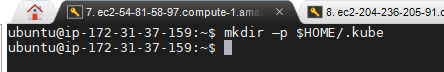 7. ec2-54-81-58-97.compute-1.ama
8. ec2-204-236-205-91.c
ubuntu@ip-172-31-37-159:~$ mkdir –p $HOME/.kube
ubuntu@ip-172-31-37-159:~$